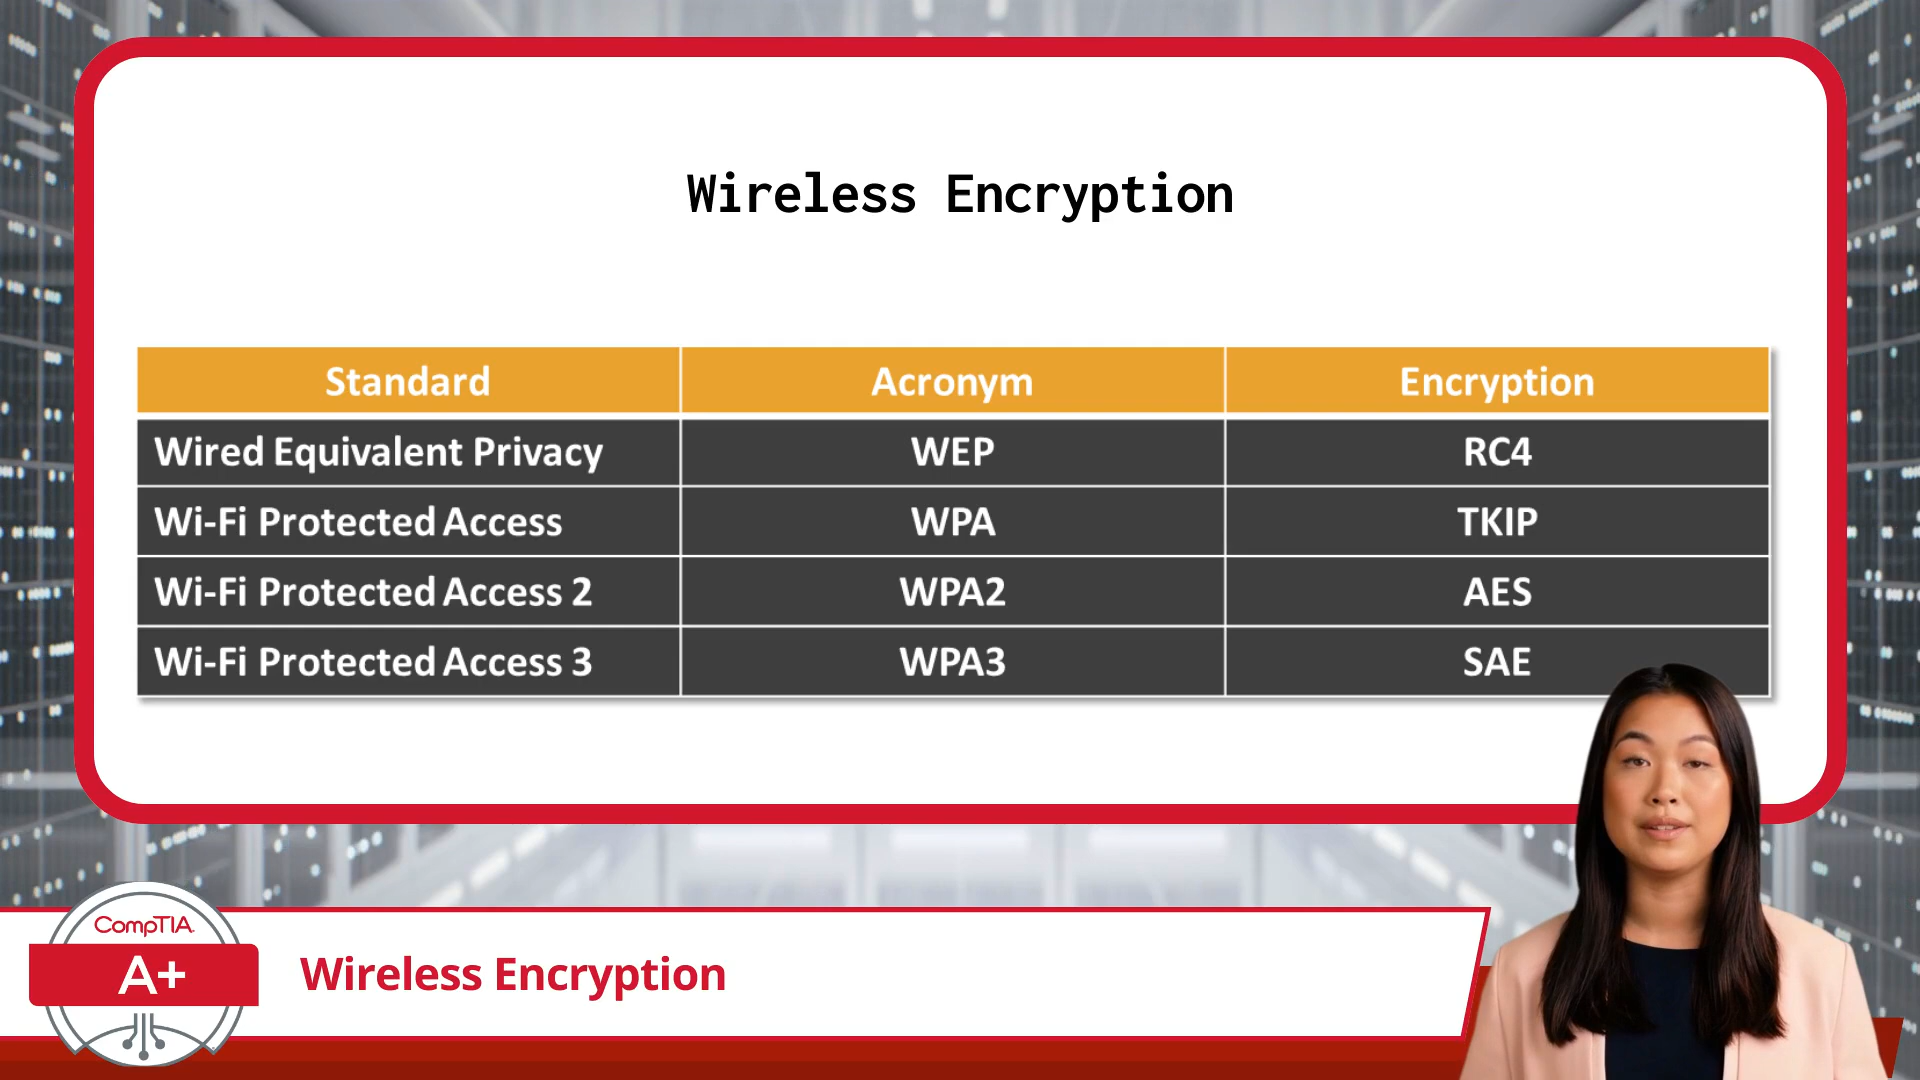 Wireless Encryption
Standard Acronym Encryption
Wired Equivalent Privacy WEP RC4
Wi-Fi Protected Access WPA TKIP
Wi-Fi Protected Access 2 WPA2 AES
Wi-Fi Protected Access 3 WPA3 SAE
CompTIA.
A+
Wireless Encryption